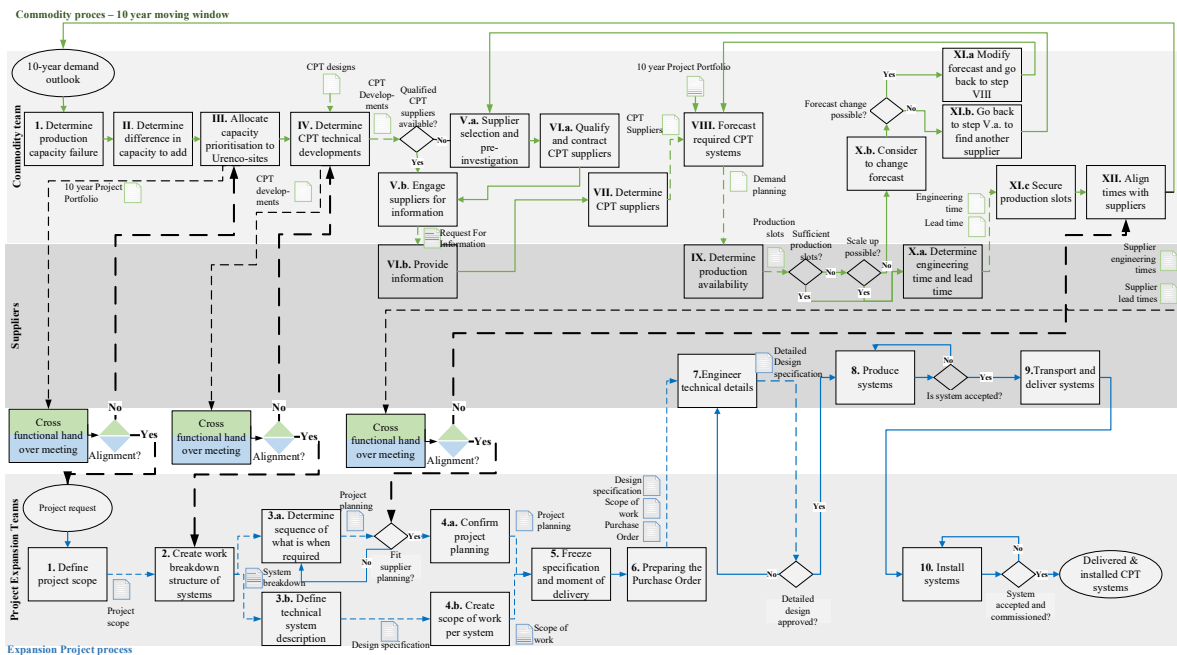 Commodity proces – 10 year moving window
Commodity team
10-year demand
outlook
I. Determine
production
capacity failure
II. Determine
difference in
capacity to add
III. Allocate
capacity
prioritisation to
Urenco-sites
CPT designs
IV. Determine
CPT technical
developments
CPT
Develop-
ments
Qualified
CPT
suppliers
available?
No
Yes
V.a. Supplier
selection and
pre-
investigation
VI.a. Qualify
and contract
CPT suppliers
V.b. Engage
suppliers for
information
VII. Determine
CPT suppliers
CPT
Suppliers
10 year Project Portfolio
VIII. Forecast
required CPT
systems
Demand
planning
Forecast change
possible?
Yes
No
XI.a Modify
forecast and go
back to step
VIII
XI.b. Go back
to step V.a. to
find another
supplier
X.b. Consider
to change
forecast
XI.c Secure
production slots
XII. Align
times with
suppliers
Engineering
time
Lead time
10 year Project
Portfolio
CPT
develop-
ments
Request For
Information
Suppliers
VI.b. Provide
information
IX. Determine
production
availability
Production
slots
Sufficient
production
slots?
No
Yes
Scale up
possible?
No
Yes
X.a. Determine
engineering
time and lead
time
Supplier
engineering
times
Supplier
lead times
7.Engineer
technical details
Detailed
Design
specification
8. Produce
systems
No
Yes
Is system accepted?
9.Transport and
deliver systems
Cross
functional hand
over meeting
No
Yes
Alignment?
Cross
functional hand
over meeting
No
Yes
Alignment?
Cross
functional hand
over meeting
No
Yes
Alignment?
Project Expansion Teams
Project request
1. Define
project scope
Project
scope
2. Create work
breakdown
structure of
systems
System
breakdown
3.a. Determine
sequence of
what is when
required
Project
planning
Yes
No
Fit
supplier
planning?
4.a. Confirm
project
planning
Project
planning
3.b. Define
technical
system
description
Design specification
4.b. Create
scope of work
per system
Scope of
work
5. Freeze
specification
and moment of
delivery
6. Preparing the
Purchase Order
Design
specification
Scope of
work
Purchase
Order
Yes
No
Detailed
design
approved?
10. Install
systems
No
Yes
System
accepted and
commissioned?
Delivered &
installed CPT
systems
Expansion Project process